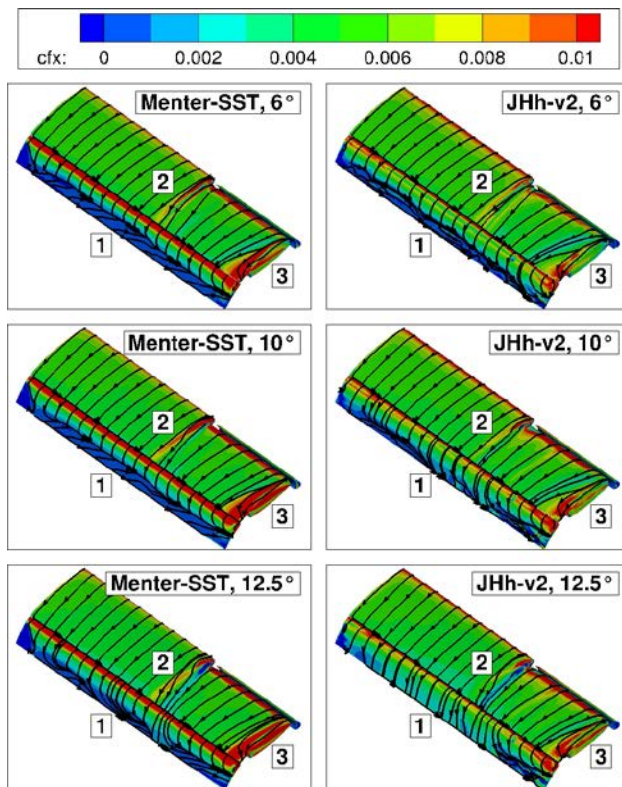 cfx: 0 0.002 0.004 0.006 0.008 0.01
Menter-SST, 6°
2
1
3
JHh-v2, 6°
2
1
3
Menter-SST, 10°
2
1
3
JHh-v2, 10°
2
1
3
Menter-SST, 12.5°
2
1
3
JHh-v2, 12.5°
2
1
3